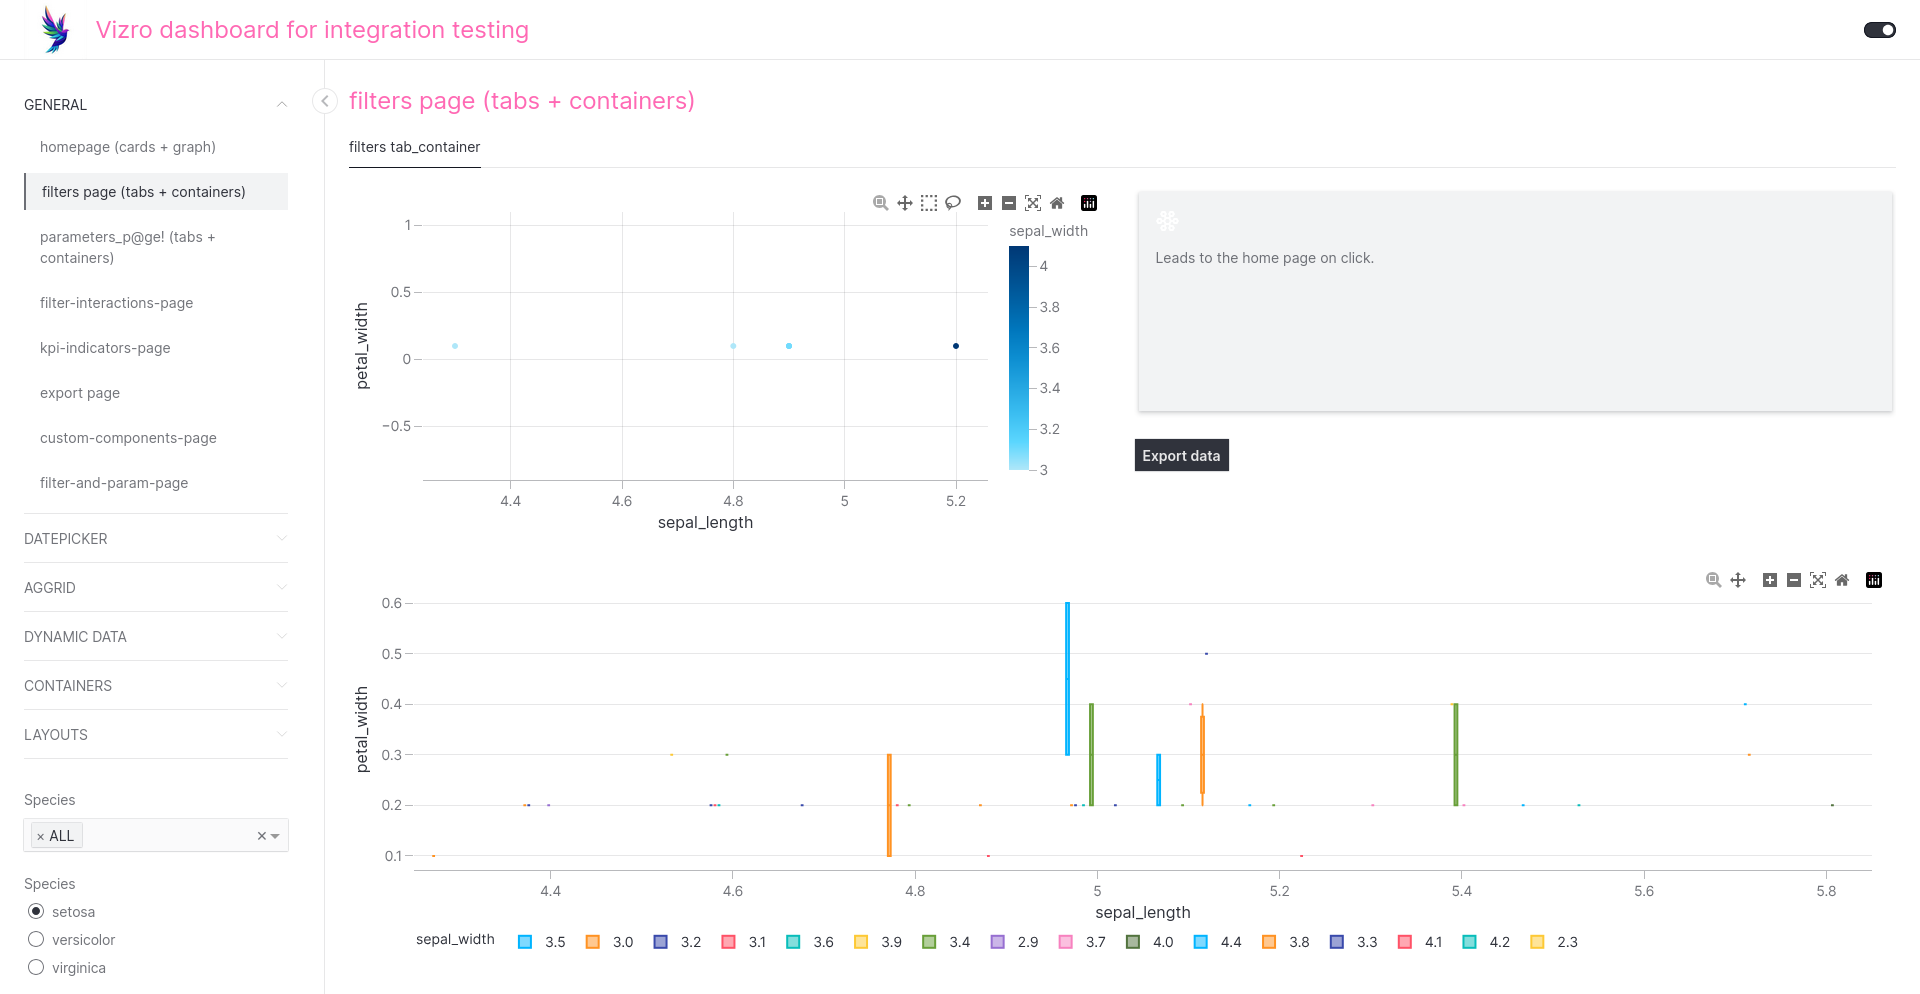 Vizro dashboard for integration testing
GENERAL
homepage (cards + graph)
filters page (tabs + containers)
parameters_p@ge! (tabs +
containers)
filter-interactions-page
kpi-indicators-page
export page
custom-components-page
filter-and-param-page
DATEPICKER
AGGRID
DYNAMIC DATA
CONTAINERS
LAYOUTS
Species
× ALL ×
Species
setosa
versicolor
virginica
filters page (tabs + containers)
filters tab_container
sepal_width
1
0.5
0
−0.5
petal_width
4.4 4.6 4.8 5 5.2
sepal_length
4
3.8
3.6
3.4
3.2
3
Leads to the home page on click.
Export data
0.6
0.5
0.4
0.3
0.2
0.1
petal_width
4.4 4.6 4.8 5 5.2 5.4 5.6 5.8
sepal_length
sepal_width 3.5 3.0 3.2 3.1 3.6 3.9 3.4 2.9 3.7 4.0 4.4 3.8 3.3 4.1 4.2 2.3